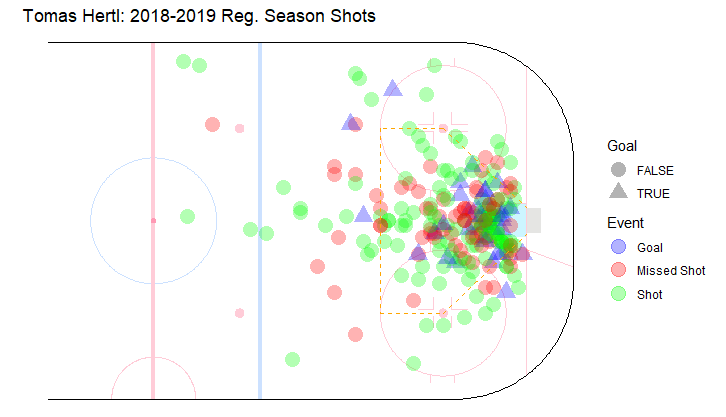 Tomas Hertl: 2018-2019 Reg. Season Shots
Goal
FALSE
TRUE
Event
Goal
Missed Shot
Shot